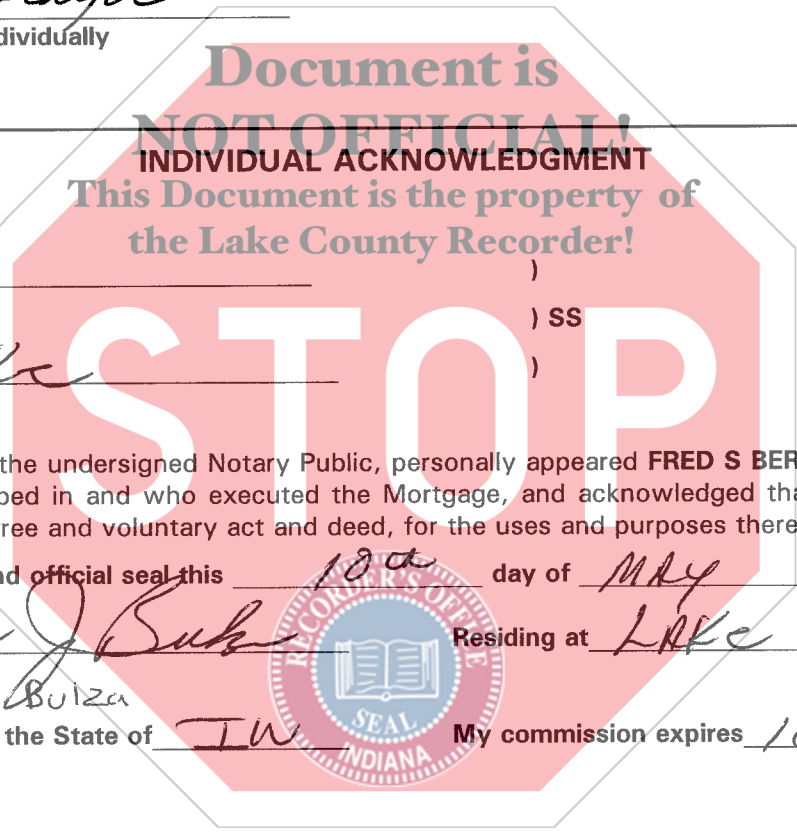 dividually
Document is
NOT OFFICIAL!
INDIVIDUAL ACKNOWLEDGMENT
This Document is the property of
the Lake County Recorder!
)
) SS
)
STOP
the undersigned Notary Public, personally appeared FRED S BER
bed in and who executed the Mortgage, and acknowledged tha
ree and voluntary act and deed, for the uses and purposes there
nd official seal this 10th day of MAY
J Residing at LAKE
Bulza
the State of IN My commission expires
RECORDER'S OFFICE
SEAL
INDIANA